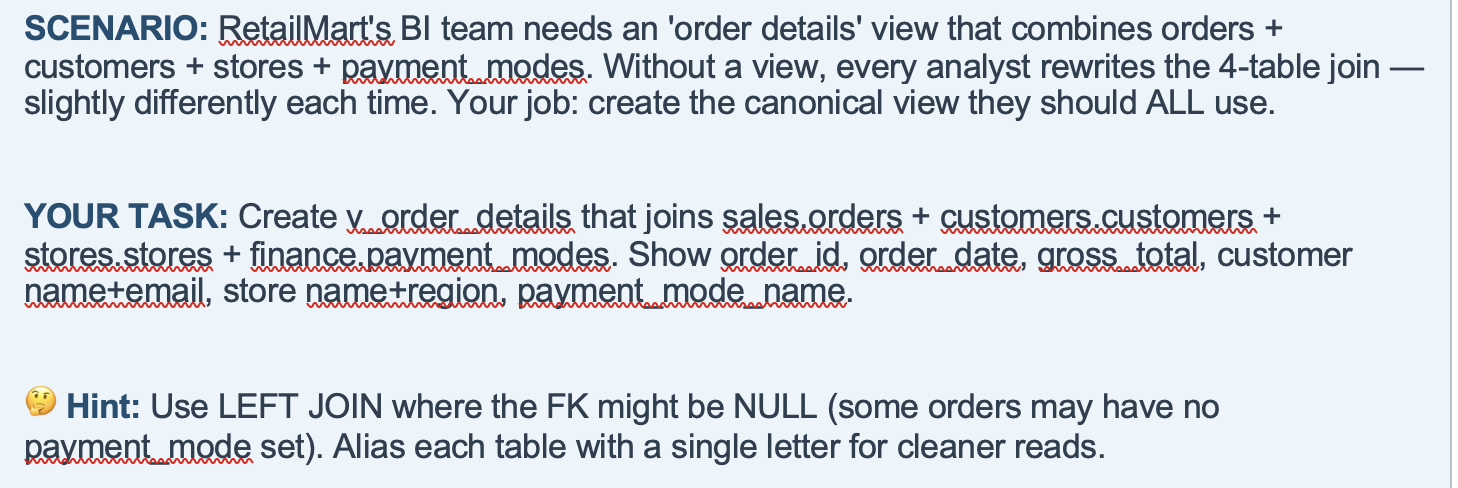 SCENARIO: RetailMart's BI team needs an 'order details' view that combines orders +
customers + stores + payment_modes. Without a view, every analyst rewrites the 4-table join —
slightly differently each time. Your job: create the canonical view they should ALL use.
YOUR TASK: Create v_order_details that joins sales.orders + customers.customers +
stores.stores + finance.payment_modes. Show order_id, order_date, gross_total, customer
name+email, store name+region, payment_mode_name.
🤔 Hint: Use LEFT JOIN where the FK might be NULL (some orders may have no
payment_mode set). Alias each table with a single letter for cleaner reads.